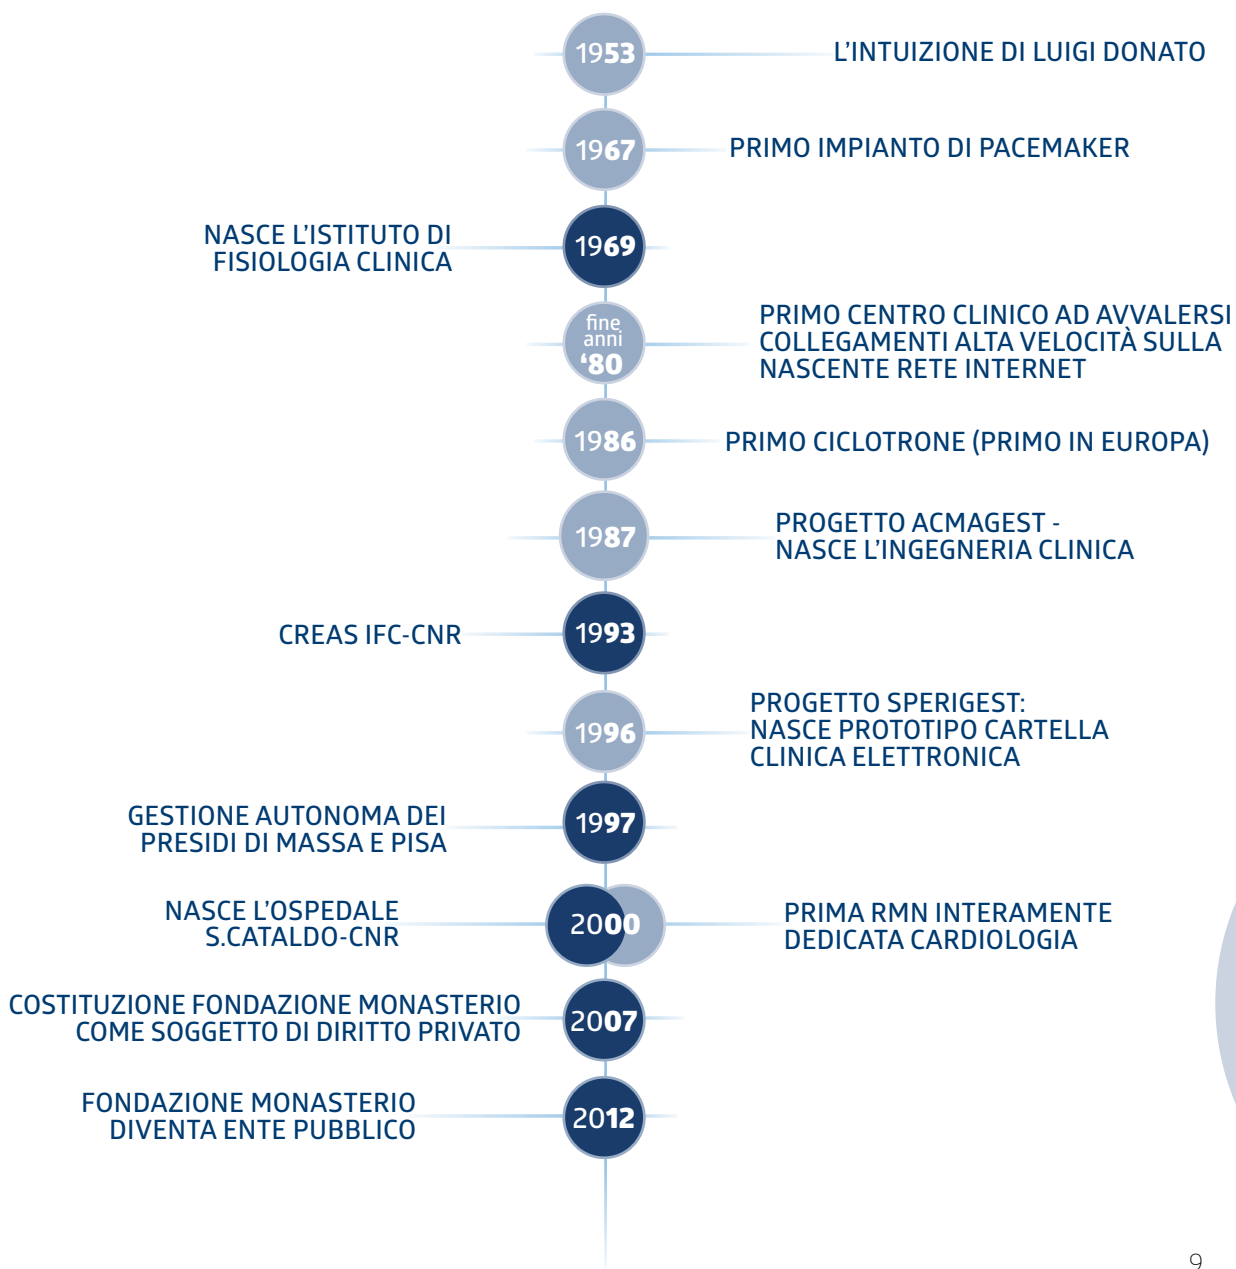 1953
L'INTUIZIONE DI LUIGI DONATO
1967
PRIMO IMPIANTO DI PACEMAKER
NASCE L'ISTITUTO DI
FISIOLOGIA CLINICA
1969
fine
anni
‘80
PRIMO CENTRO CLINICO AD AVVALERSI
COLLEGAMENTI ALTA VELOCITÀ SULLA
NASCENTE RETE INTERNET
1986
PRIMO CICLOTRONE (PRIMO IN EUROPA)
1987
PROGETTO ACMAGEST -
NASCE L'INGEGNERIA CLINICA
CREAS IFC-CNR
1993
1996
PROGETTO SPERIGEST:
NASCE PROTOTIPO CARTELLA
CLINICA ELETTRONICA
GESTIONE AUTONOMA DEI
PRESIDI DI MASSA E PISA
1997
NASCE L'OSPEDALE
S.CATALDO-CNR
2000
PRIMA RMN INTERAMENTE
DEDICATA CARDIOLOGIA
COSTITUZIONE FONDAZIONE MONASTERIO
COME SOGGETTO DI DIRITTO PRIVATO
2007
FONDAZIONE MONASTERIO
DIVENTA ENTE PUBBLICO
2012
9